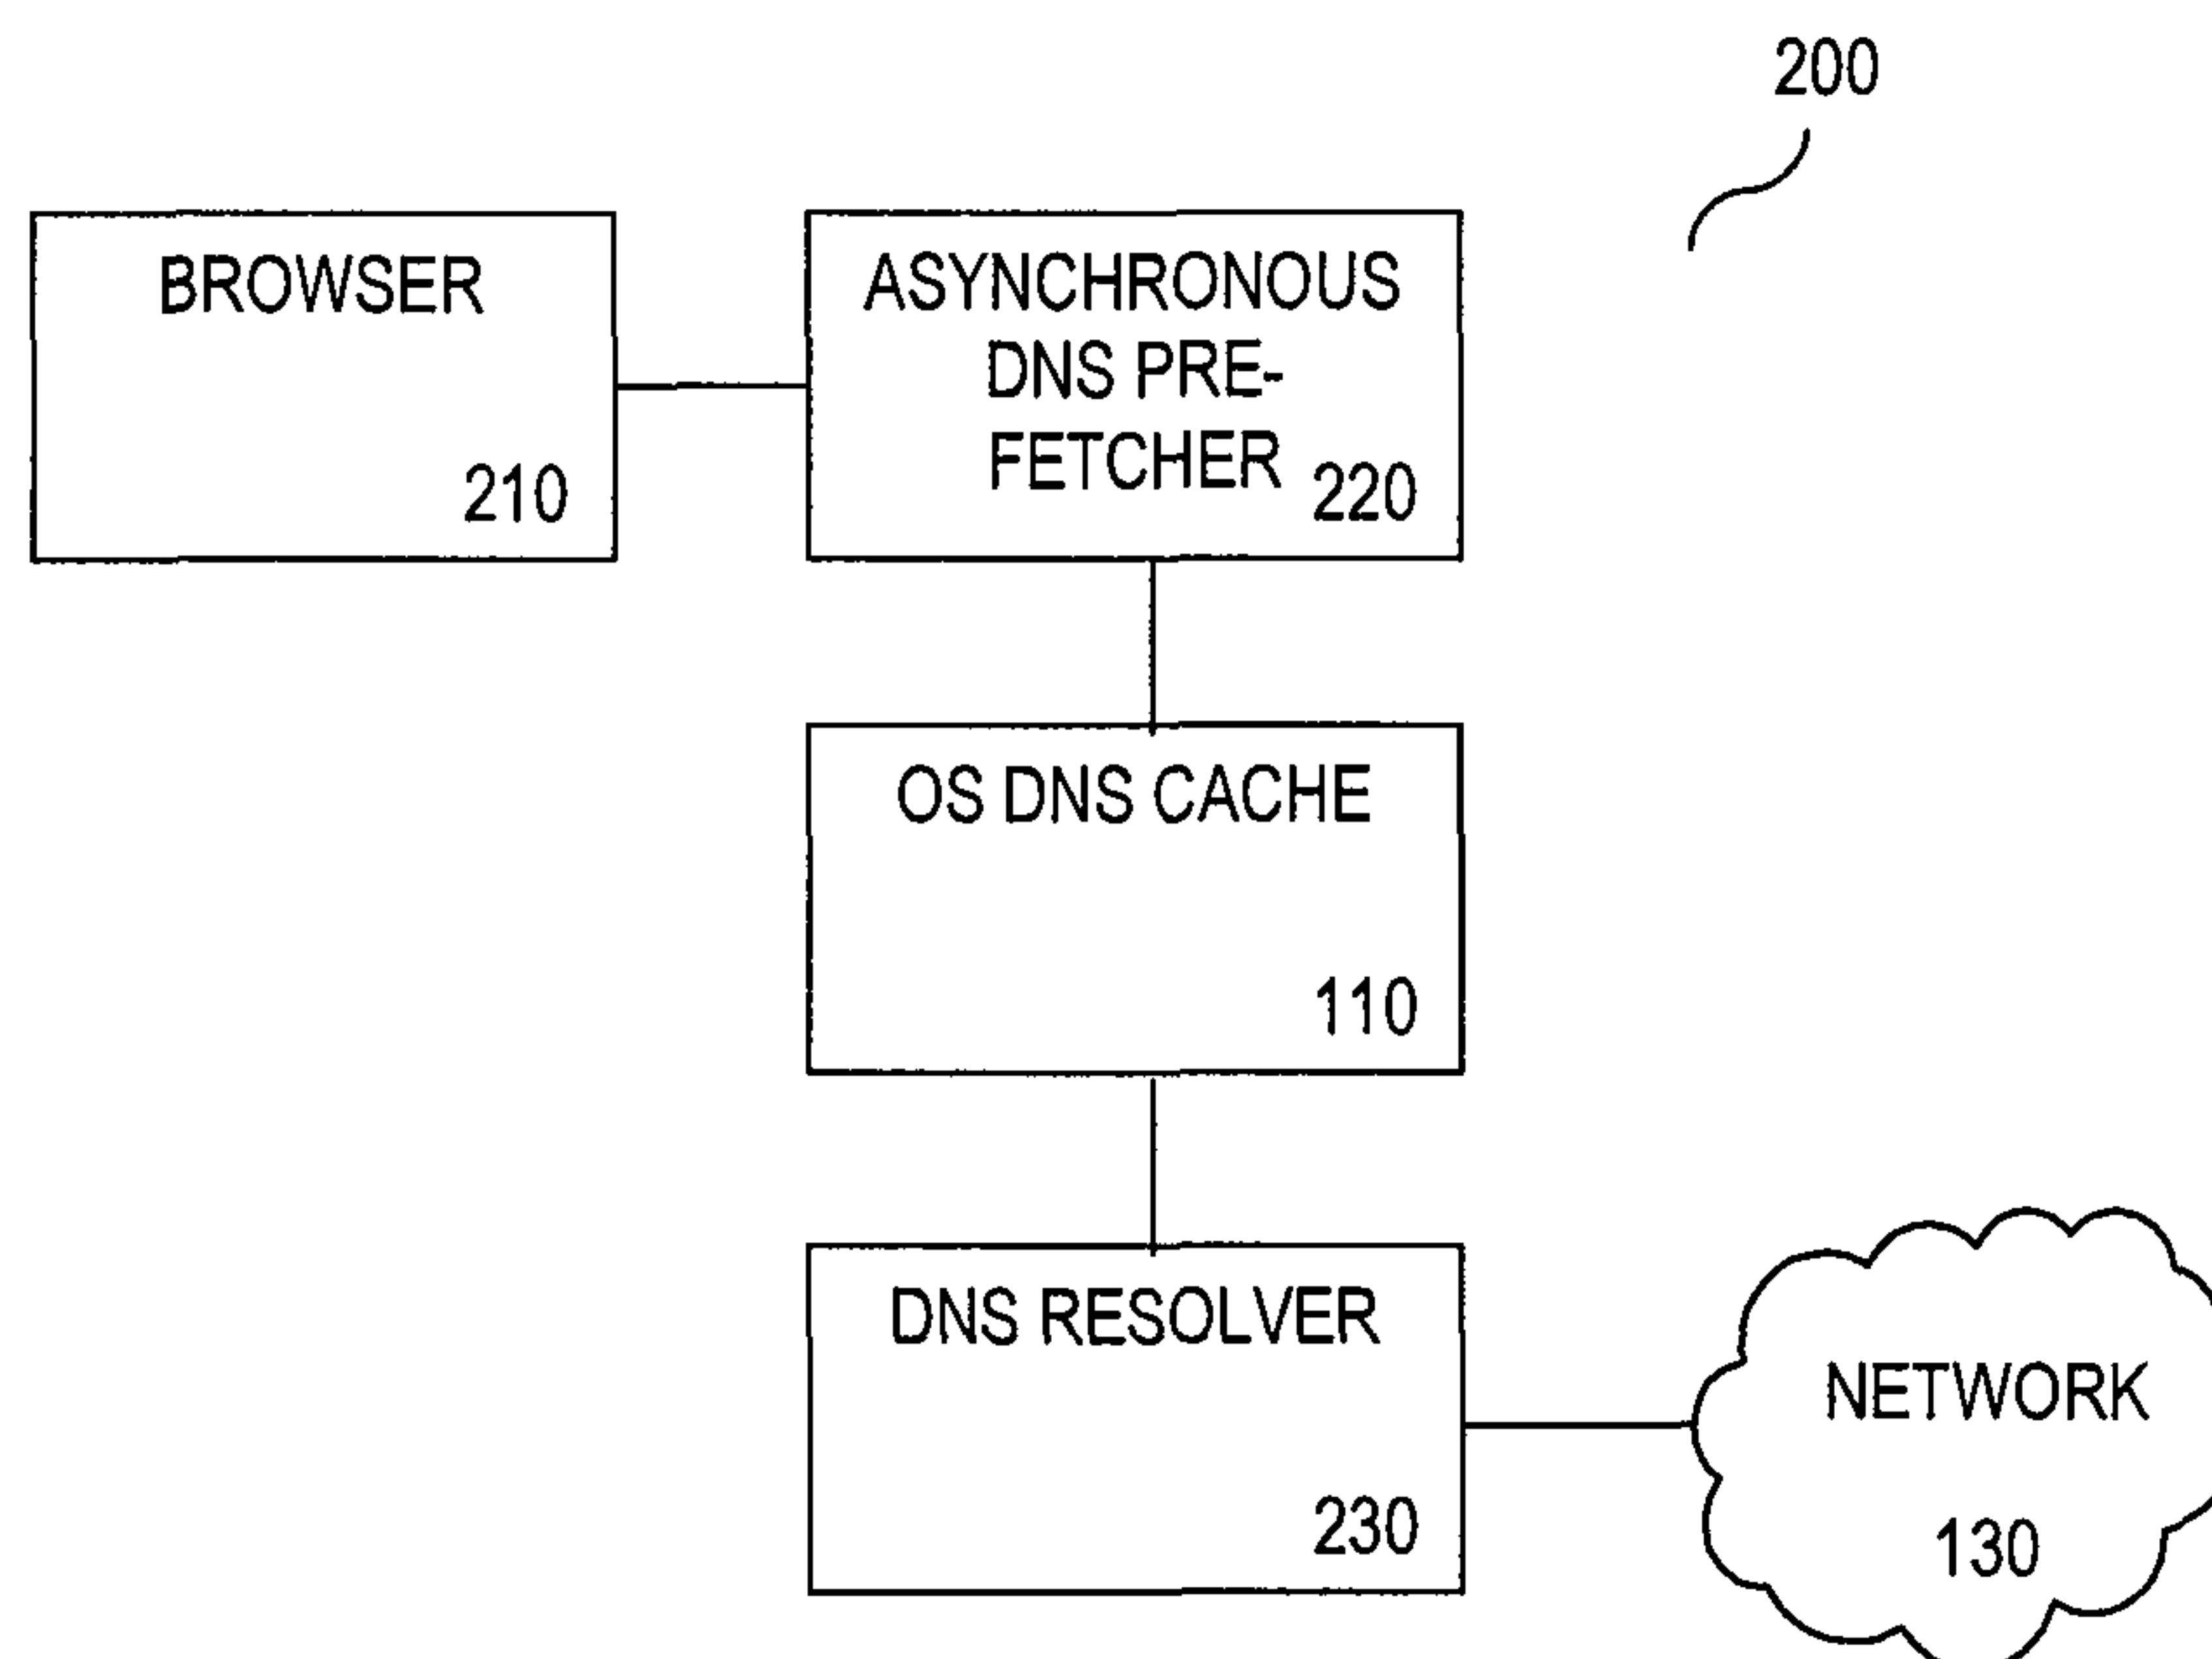 200
BROWSER
210
ASYNCHRONOUS
DNS PRE-
FETCHER
220
OS DNS CACHE
110
DNS RESOLVER
230
NETWORK
130